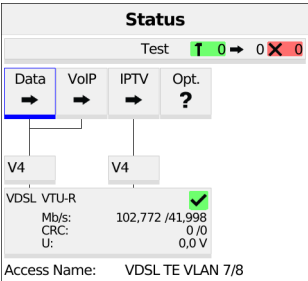 Status
Test 0 ➡ 0 ✕ 0
Data VoIP IPTV Opt.
➡ ➡ ➡ ?
V4 V4
VDSL VTU-R ✔
Mb/s: 102,772 /41,998
CRC: 0 /0
U: 0,0 V
Access Name: VDSL TE VLAN 7/8